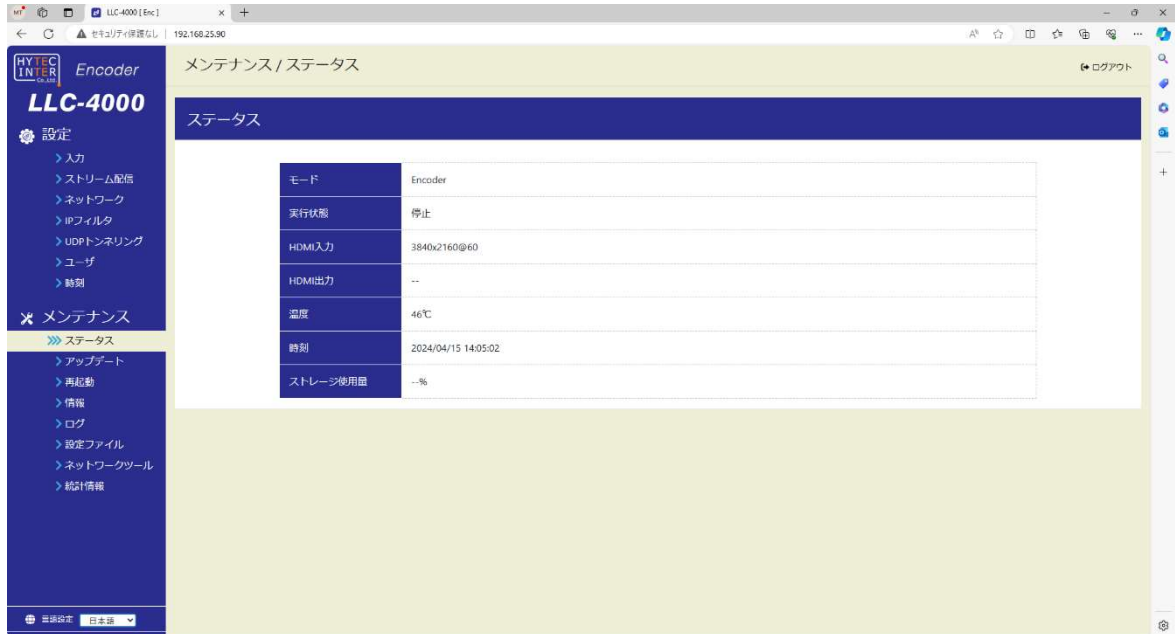 LLC-4000 [ Enc ]
セキュリティ保護なし | 192.168.25.90
HYTEC
INTER
Co.,Ltd.
Encoder
LLC-4000
設定
入力
ストリーム配信
ネットワーク
IPフィルタ
UDPトンネリング
ユーザ
時刻
メンテナンス
ステータス
アップデート
再起動
情報
ログ
設定ファイル
ネットワークツール
統計情報
言語設定 日本語
メンテナンス / ステータス
ログアウト
ステータス
モード Encoder
実行状態 停止
HDMI入力 3840x2160@60
HDMI出力 --
温度 46℃
時刻 2024/04/15 14:05:02
ストレージ使用量 --%